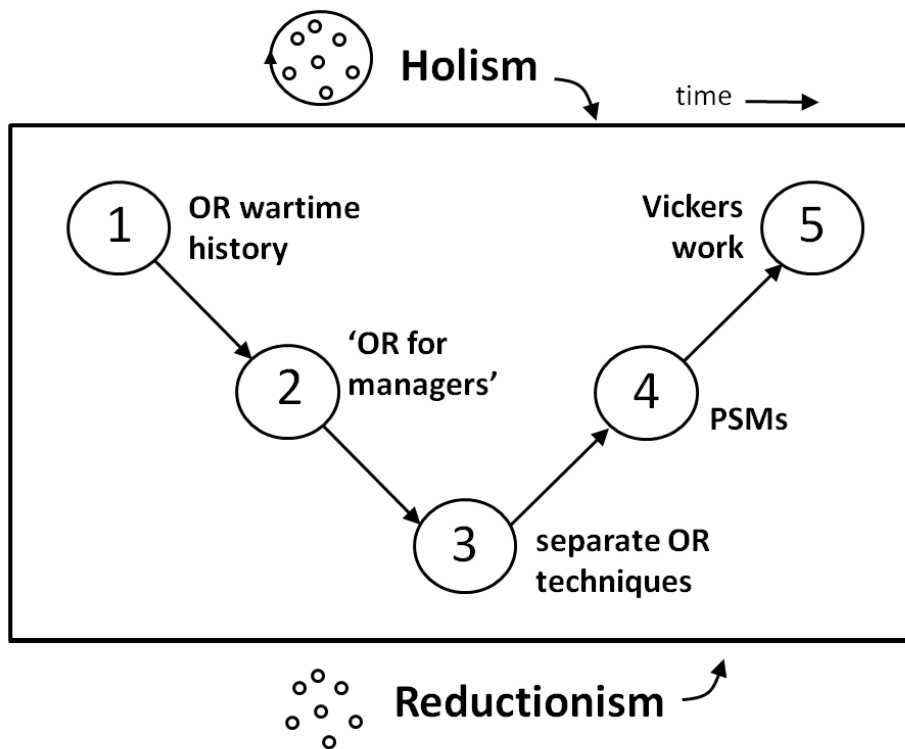 Holism
time
1
OR wartime
history
Vickers
work
5
2
‘OR for
managers’
4
PSMs
3
separate OR
techniques
Reductionism